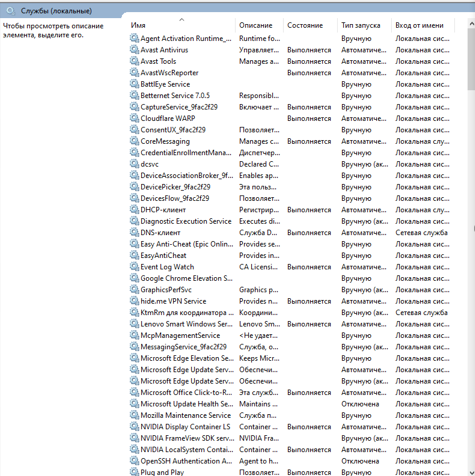 Службы (локальные)
Чтобы просмотреть описание
элемента, выделите его.
Имя Описание Состояние Тип запуска Вход от имени
Agent Activation Runtime_... Runtime fo... Вручную Локальная сис...
Avast Antivirus Управляет... Выполняется Автоматиче... Локальная сис...
Avast Tools Manages a... Выполняется Автоматиче... Локальная сис...
AvastWscReporter Выполняется Автоматиче... Локальная сис...
BattlEye Service Вручную Локальная сис...
Betternet Service 7.0.5 Responsibl... Вручную Локальная сис...
CaptureService_9fac2f29 Включает ... Выполняется Вручную Локальная сис...
Cloudflare WARP Выполняется Автоматиче... Локальная сис...
ConsentUX_9fac2f29 Позволяет... Вручную Локальная сис...
CoreMessaging Manages c... Выполняется Автоматиче... Локальная слу...
CredentialEnrollmentMana... Диспетчер... Вручную Локальная сис...
dcsvc Declared C... Вручную (ак... Локальная сис...
DeviceAssociationBroker_9f... Enables ap... Вручную Локальная сис...
DevicePicker_9fac2f29 Эта польз... Вручную Локальная сис...
DevicesFlow_9fac2f29 Позволяет... Вручную Локальная сис...
DHCP-клиент Регистрир... Выполняется Автоматиче... Локальная слу...
Diagnostic Execution Service Executes di... Вручную (ак... Локальная сис...
DNS-клиент Служба D... Выполняется Автоматиче... Сетевая служба
Easy Anti-Cheat (Epic Onlin... Provides se... Вручную Локальная сис...
EasyAntiCheat Provides in... Вручную Локальная сис...
Event Log Watch CA Licensi... Выполняется Автоматиче... Локальная сис...
Google Chrome Elevation S... Вручную Локальная сис...
GraphicsPerfSvc Graphics p... Вручную (ак... Локальная сис...
hide.me VPN Service Provides n... Выполняется Автоматиче... Локальная сис...
KtmRm для координатора ... Координи... Вручную (ак... Сетевая служба
Lenovo Smart Windows Ser... Lenovo Sm... Выполняется Автоматиче... Локальная сис...
McpManagementService <Не удает... Вручную Локальная сис...
MessagingService_9fac2f29 Служба, о... Вручную (ак... Локальная сис...
Microsoft Edge Elevation Se... Keeps Micr... Вручную Локальная сис...
Microsoft Edge Update Serv... Обеспечи... Автоматиче... Локальная сис...
Microsoft Edge Update Serv... Обеспечи... Вручную (ак... Локальная сис...
Microsoft Office Click-to-R... Эта служб... Выполняется Автоматиче... Локальная сис...
Microsoft Update Health Se... Maintains ... Отключена Локальная сис...
Mozilla Maintenance Service Служба п... Вручную Локальная сис...
NVIDIA Display Container LS Container ... Выполняется Автоматиче... Локальная сис...
NVIDIA FrameView SDK serv... NVIDIA Fra... Вручную Локальная сис...
NVIDIA LocalSystem Contai... Container ... Выполняется Автоматиче... Локальная сис...
OpenSSH Authentication A... Agent to h... Отключена Локальная сис...
Plug and Play Позволяет... Выполняется Вручную Локальная сис...